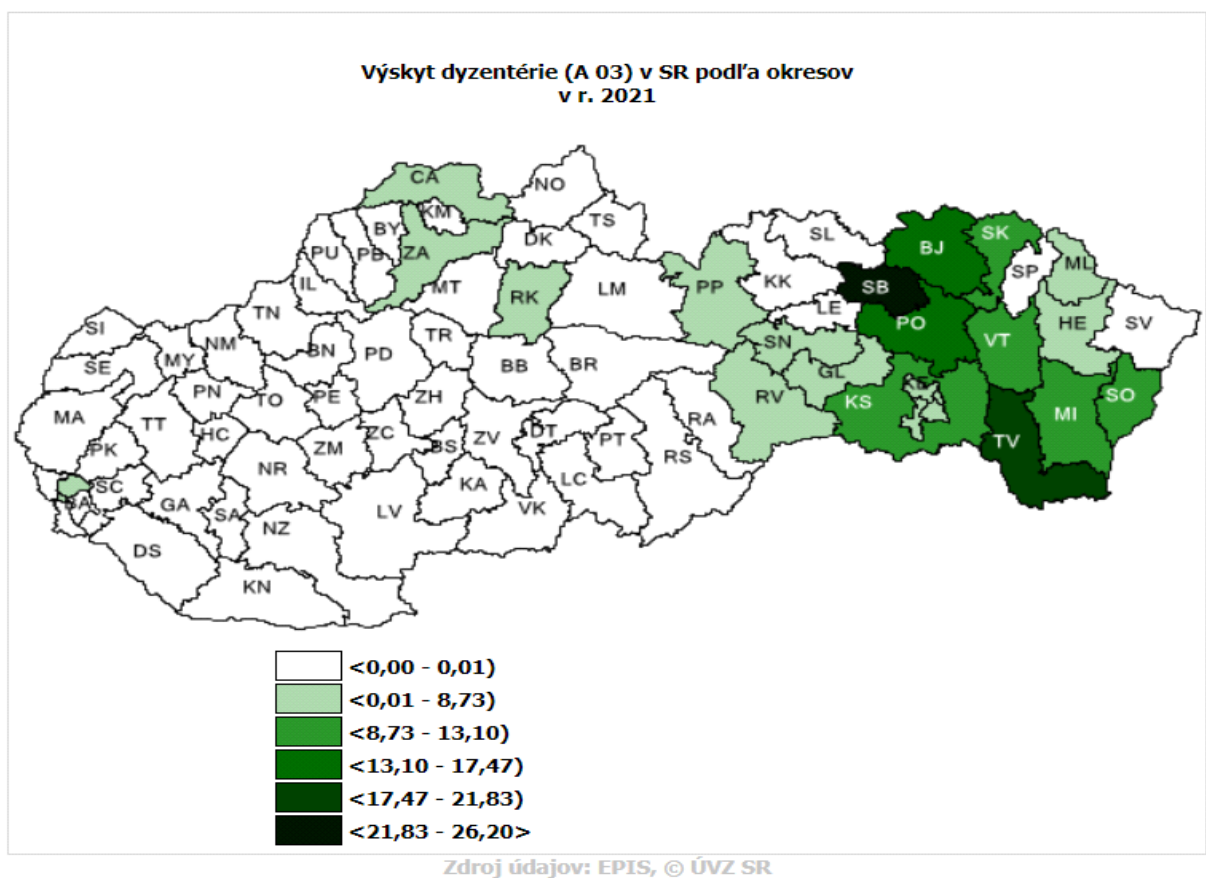 Výskyt dyzentérie (A 03) v SR podľa okresov
v r. 2021
CA
NO
KM
TS
BY
PU
PB
ZA
DK
SL
BJ
SK
SP
ML
IL
MT
RK
LM
PP
KK
SB
LE
HE
SV
TN
SI
NM
TR
PO
SE
MY
BN
PD
BB
BR
SN
VT
GL
PN
PE
ZH
RV
KS
KE
SO
MA
TT
TO
RA
MI
HC
ZM
ZC
BS
ZV
DT
PT
TV
PK
NR
RS
SC
KA
LC
BA
GA
SA
NZ
LV
VK
DS
KN
<0,00 - 0,01)
<0,01 - 8,73)
<8,73 - 13,10)
<13,10 - 17,47)
<17,47 - 21,83)
<21,83 - 26,20>
Zdroj údajov: EPIS, © ÚVZ SR